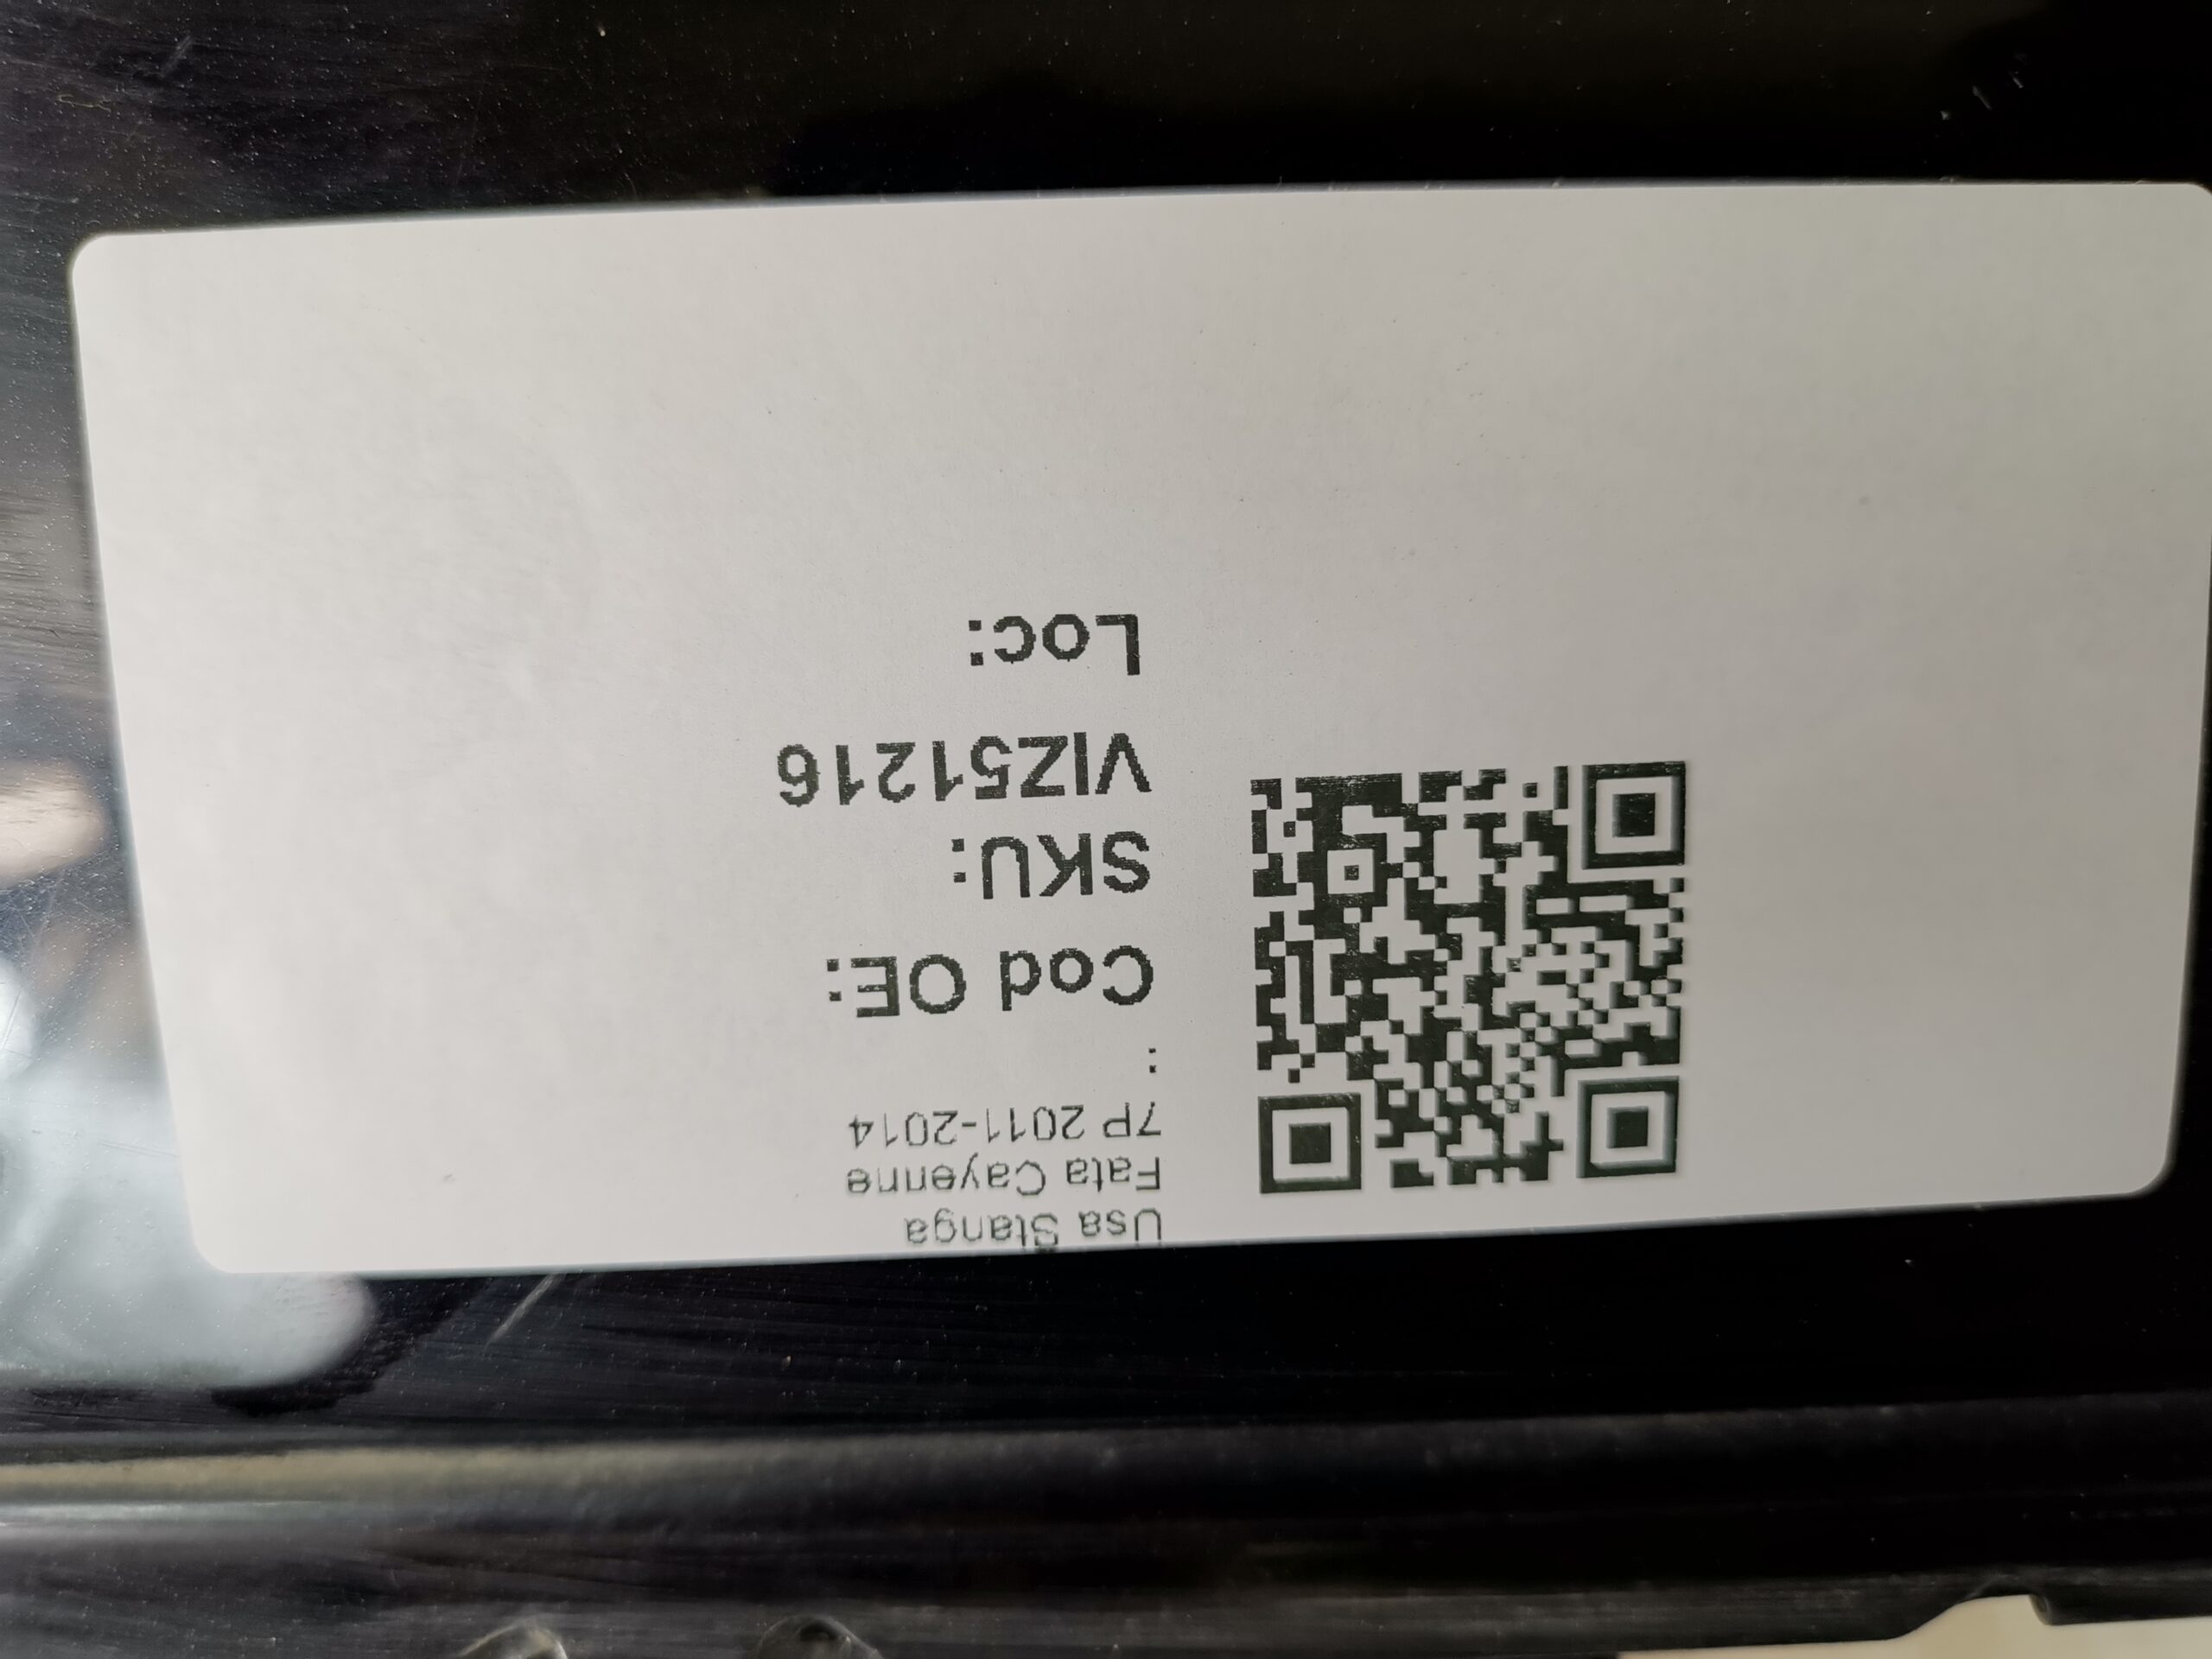 Usa Stanga
Fata Cayenne
7P 2011-2014
:
Cod OE:
SKU:
VIZ51216
Loc: